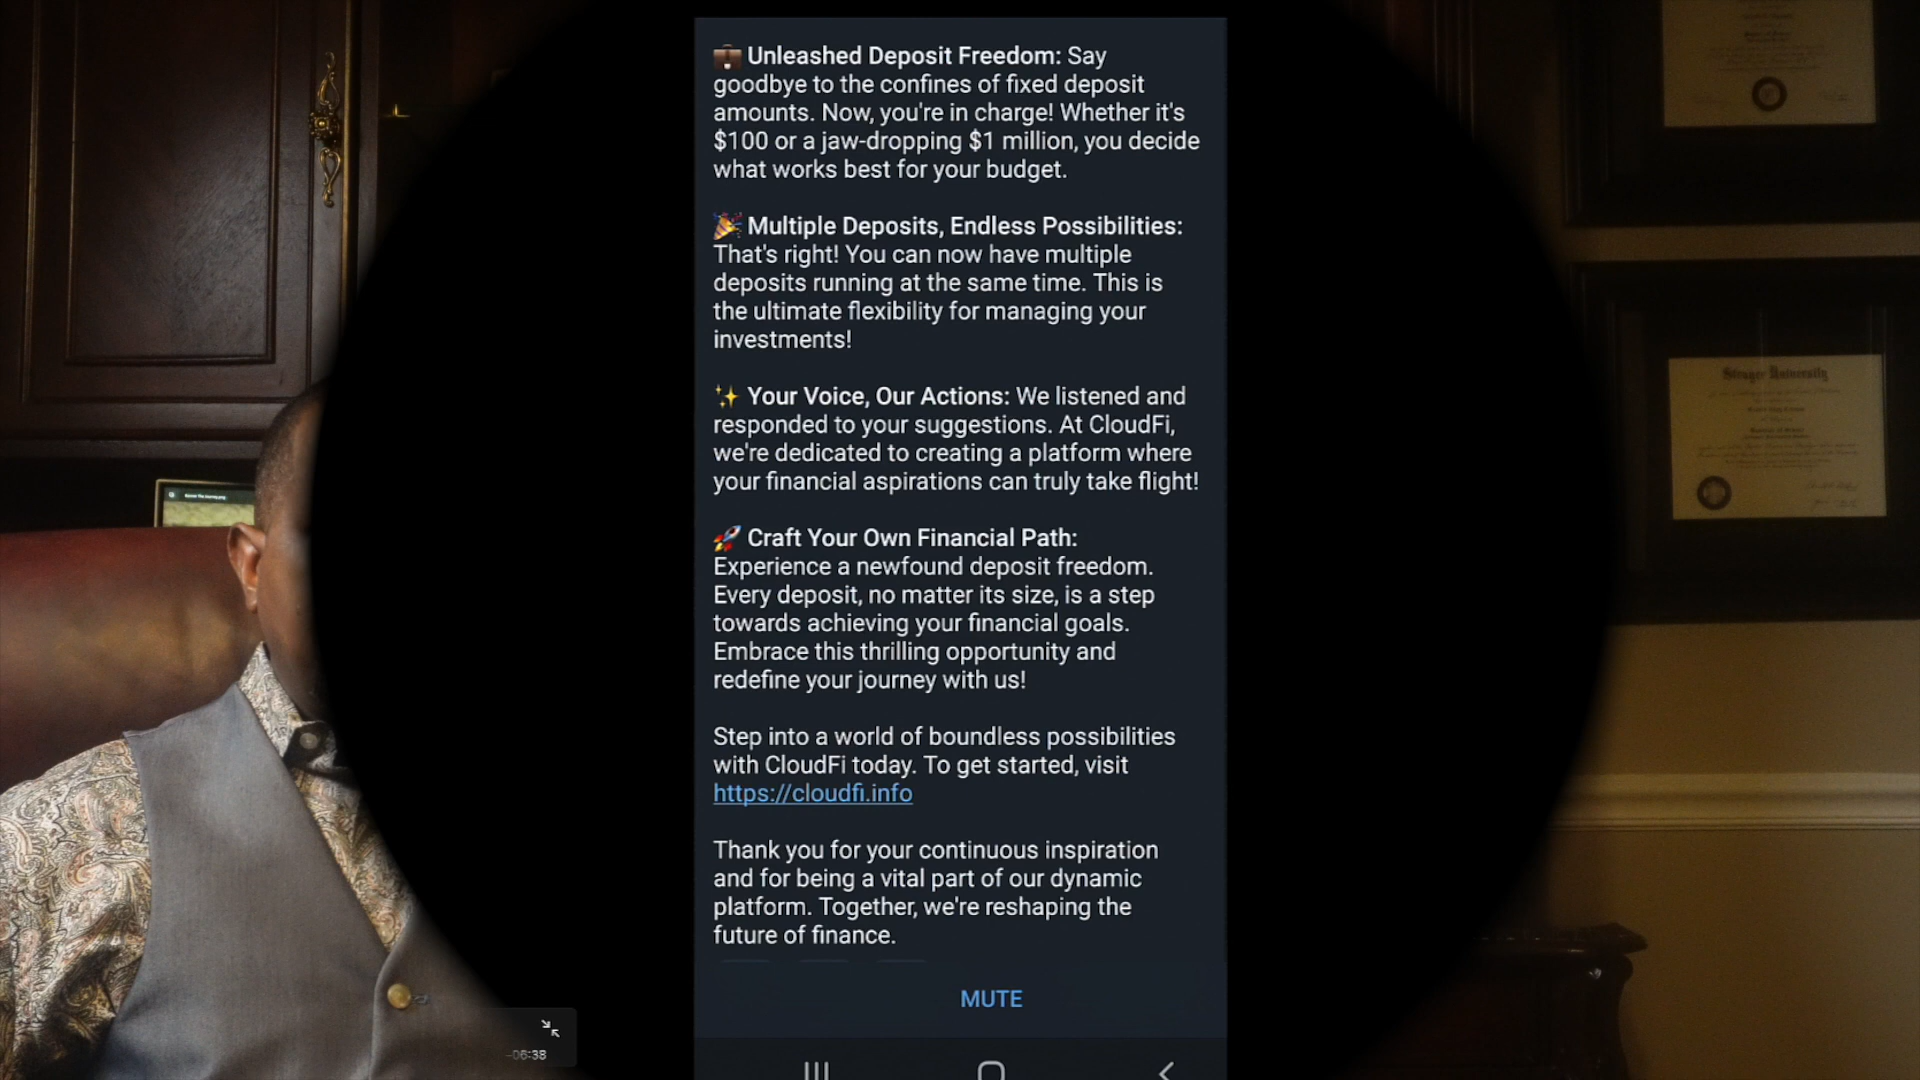 💼 Unleashed Deposit Freedom: Say
goodbye to the confines of fixed deposit
amounts. Now, you're in charge! Whether it's
$100 or a jaw-dropping $1 million, you decide
what works best for your budget.
🎉 Multiple Deposits, Endless Possibilities:
That's right! You can now have multiple
deposits running at the same time. This is
the ultimate flexibility for managing your
investments!
✨ Your Voice, Our Actions: We listened and
responded to your suggestions. At CloudFi,
we're dedicated to creating a platform where
your financial aspirations can truly take flight!
🚀 Craft Your Own Financial Path:
Experience a newfound deposit freedom.
Every deposit, no matter its size, is a step
towards achieving your financial goals.
Embrace this thrilling opportunity and
redefine your journey with us!
Step into a world of boundless possibilities
with CloudFi today. To get started, visit
https://cloudfi.info
Thank you for your continuous inspiration
and for being a vital part of our dynamic
platform. Together, we're reshaping the
future of finance.
MUTE
-06:38
Strayer University